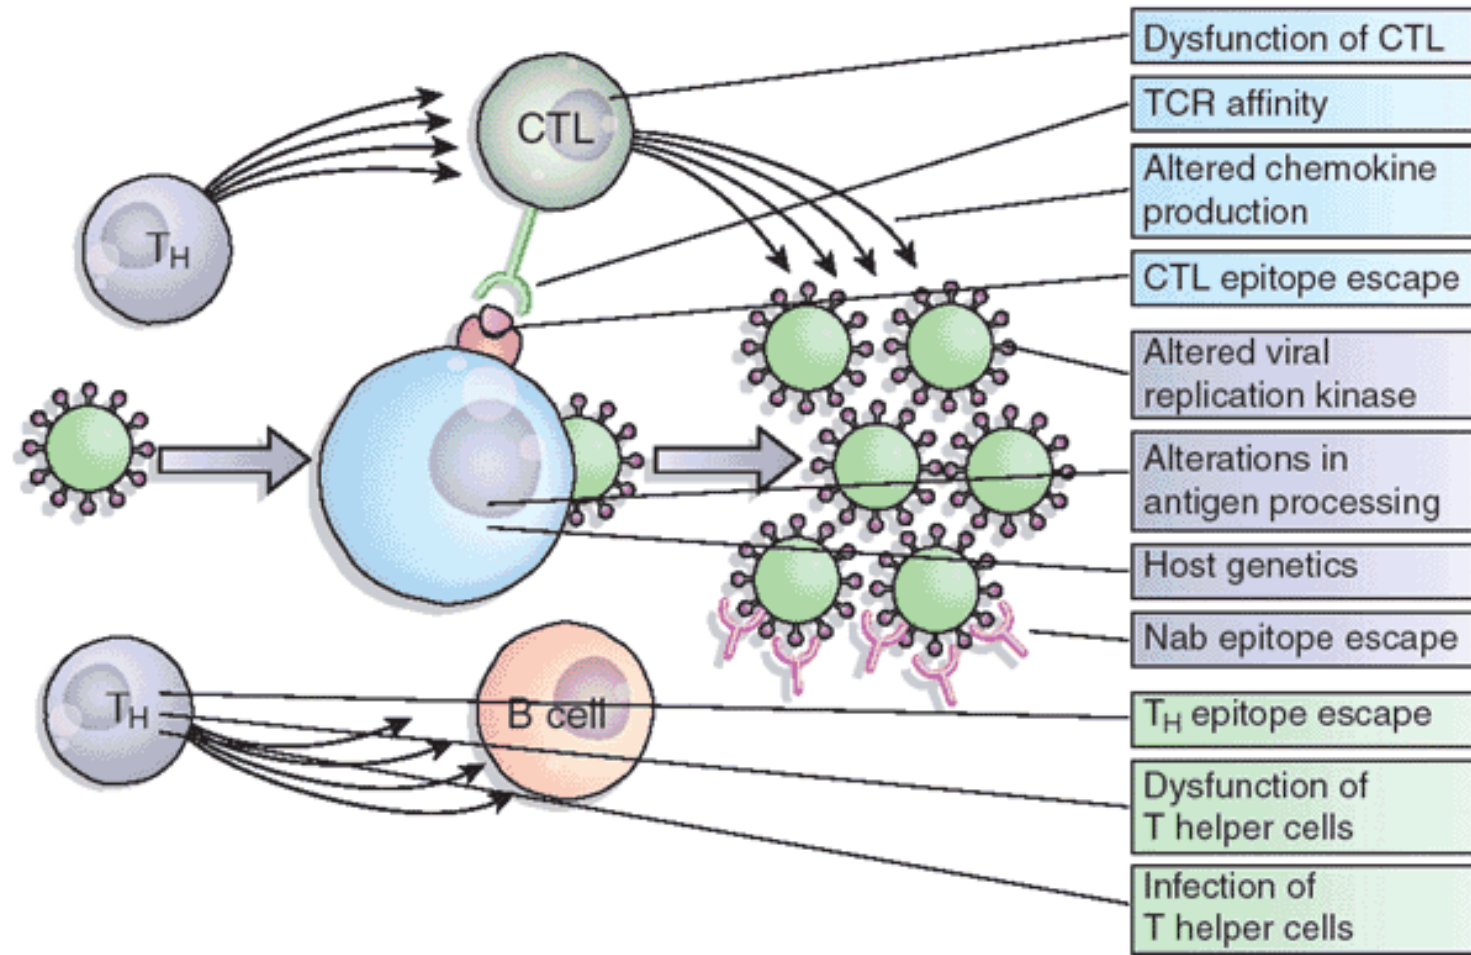 Dysfunction of CTL
CTL
TCR affinity
Altered chemokine
production
TH
CTL epitope escape
Altered viral
replication kinase
Alterations in
antigen processing
Host genetics
Nab epitope escape
TH
B cell
TH epitope escape
Dysfunction of
T helper cells
Infection of
T helper cells